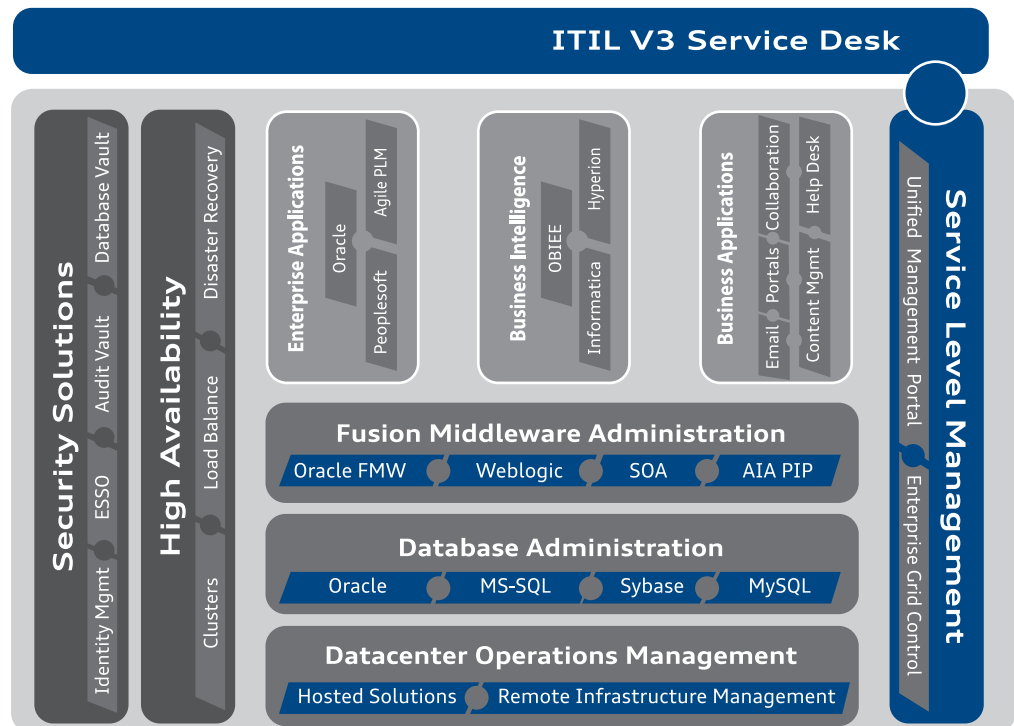 ITIL V3 Service Desk
Security Solutions
Identity Mgmt
ESSO
Audit Vault
Database Vault
High Availability
Clusters
Load Balance
Disaster Recovery
Enterprise Applications
Oracle
Peoplesoft
Agile PLM
Business Intelligence
OBIEE
Informatica
Hyperion
Business Applications
Email
Portals
Collaboration
Content Mgmt
Help Desk
Fusion Middleware Administration
Oracle FMW
Weblogic
SOA
AIA PIP
Database Administration
Oracle
MS-SQL
Sybase
MySQL
Datacenter Operations Management
Hosted Solutions
Remote Infrastructure Management
Unified Management Portal
Enterprise Grid Control
Service Level Management